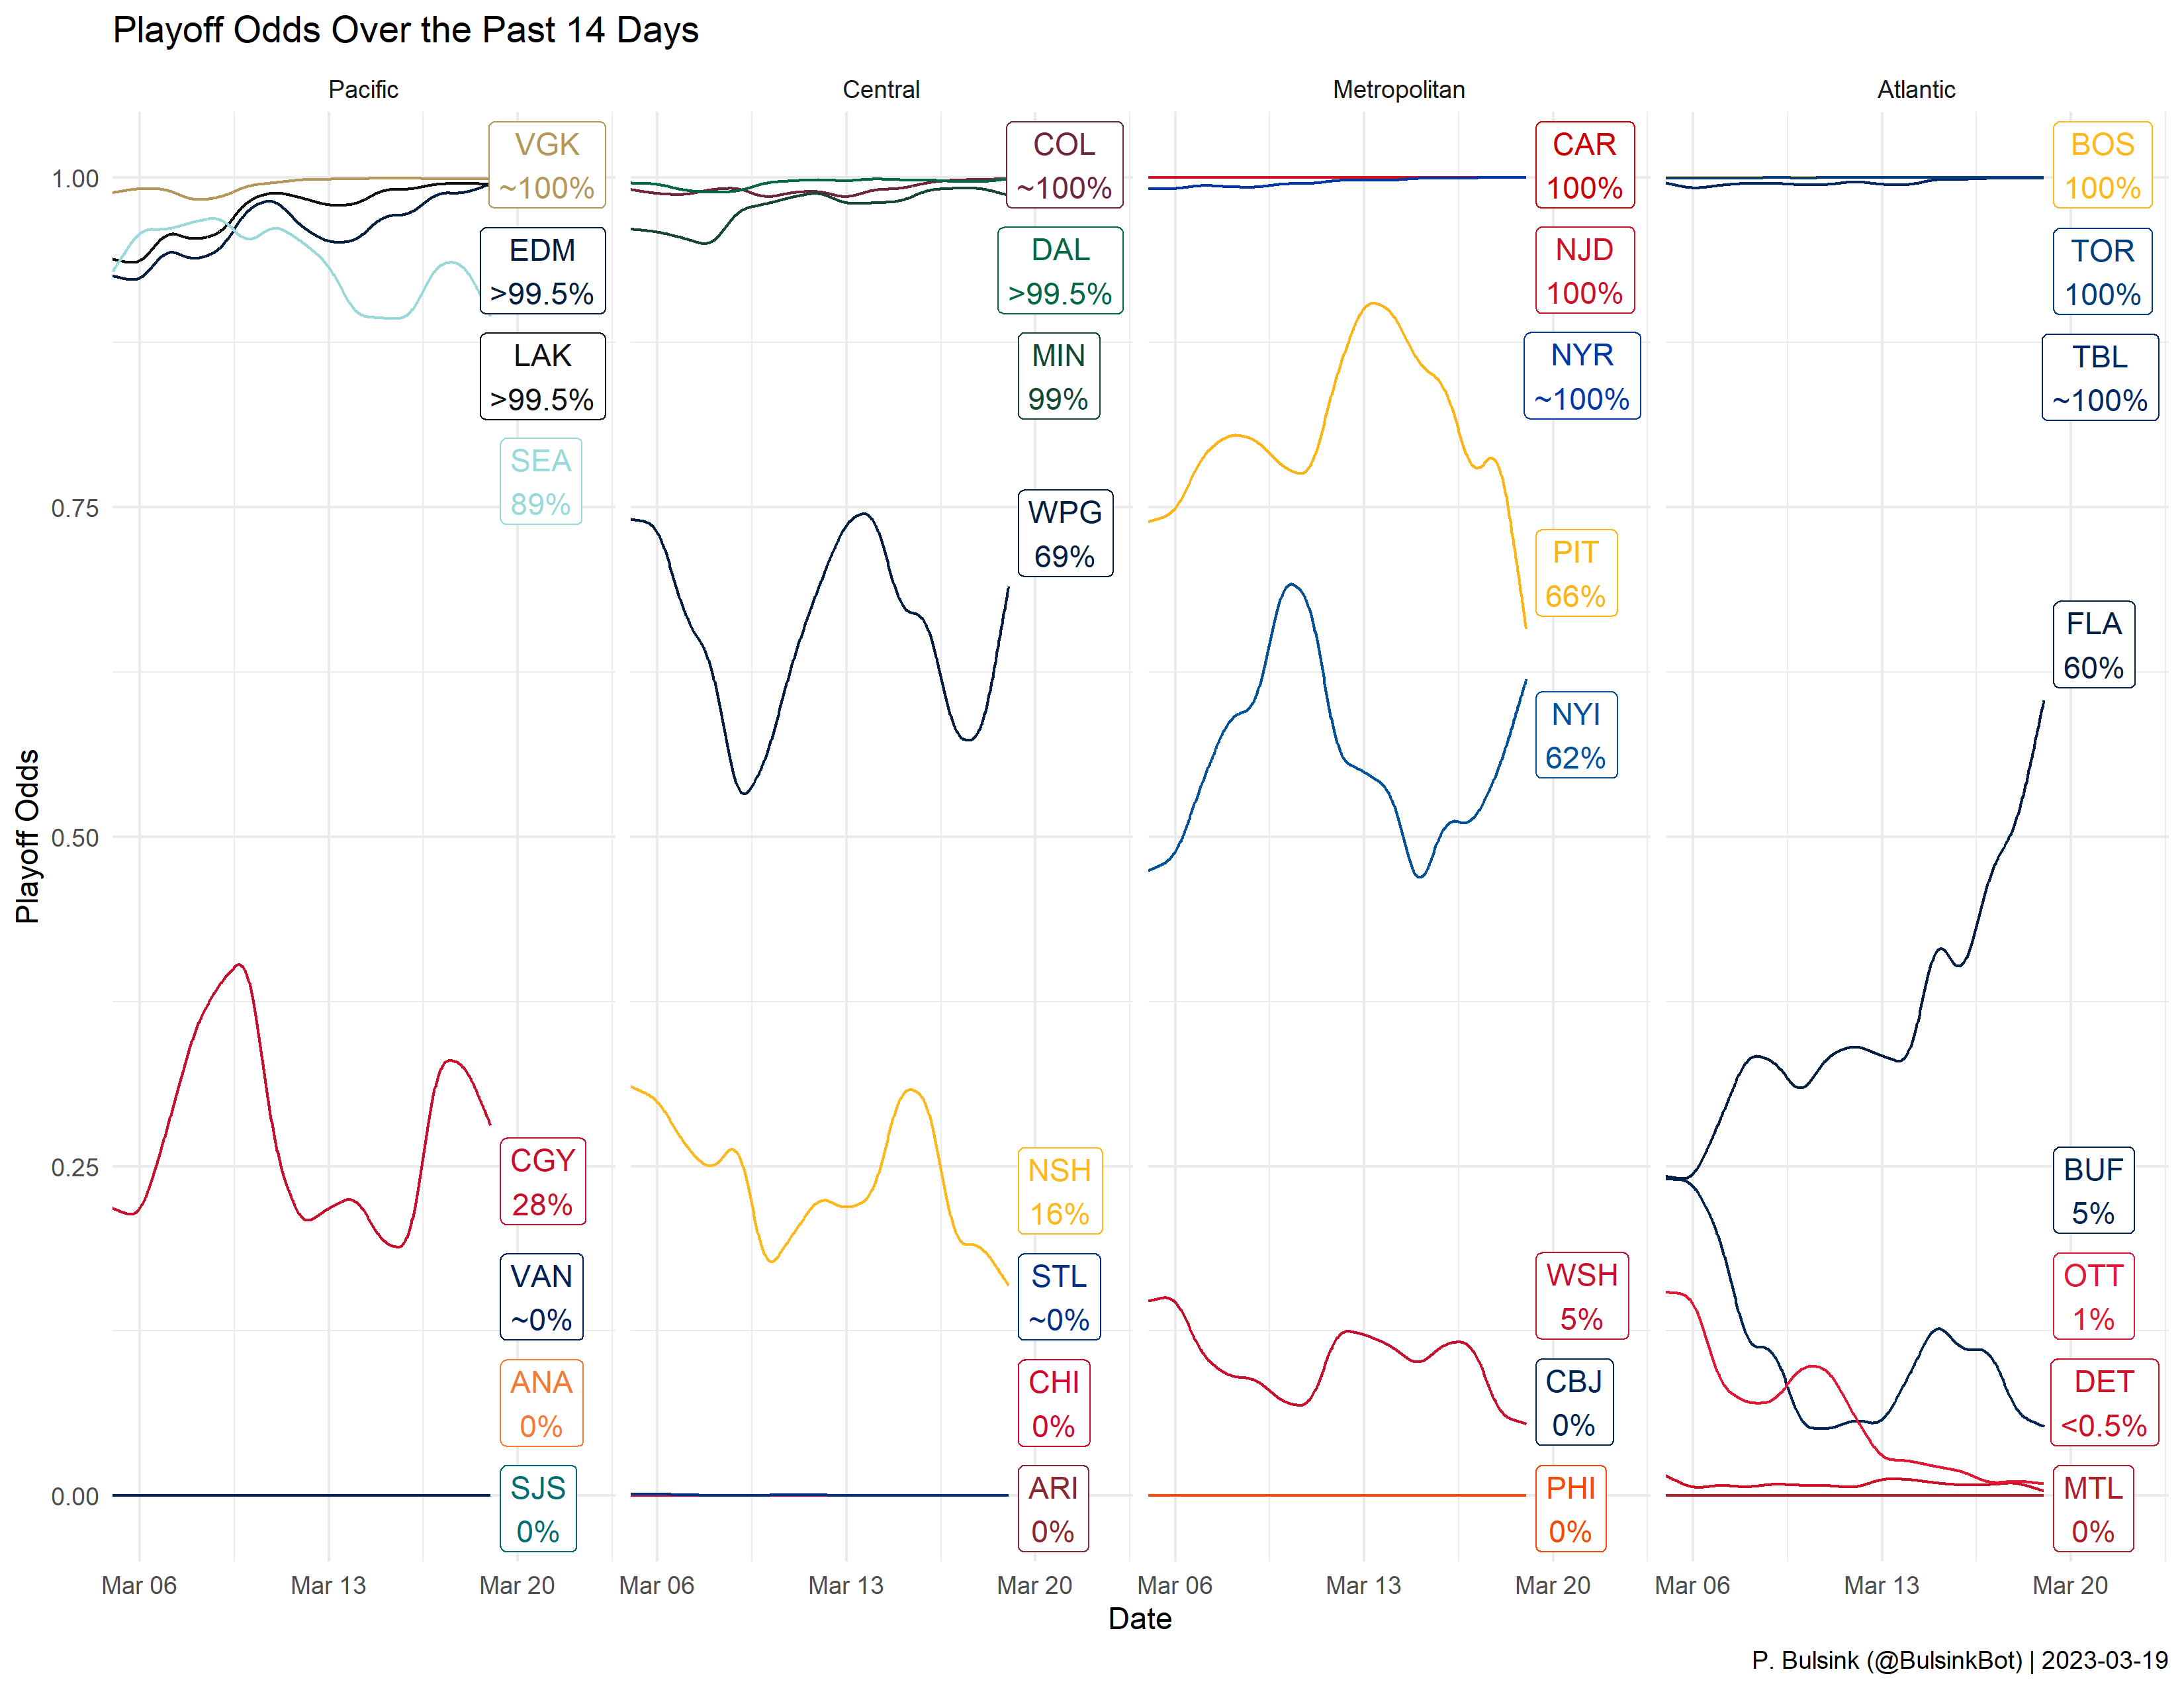 Playoff Odds Over the Past 14 Days
Pacific
Central
Metropolitan
Atlantic
Playoff Odds
1.00
0.75
0.50
0.25
0.00
VGK
~100%
EDM
>99.5%
LAK
>99.5%
SEA
89%
CGY
28%
VAN
~0%
ANA
0%
SJS
0%
COL
~100%
DAL
>99.5%
MIN
99%
WPG
69%
NSH
16%
STL
~0%
CHI
0%
ARI
0%
CAR
100%
NJD
100%
NYR
~100%
PIT
66%
NYI
62%
WSH
5%
CBJ
0%
PHI
0%
BOS
100%
TOR
100%
TBL
~100%
FLA
60%
BUF
5%
OTT
1%
DET
<0.5%
MTL
0%
Mar 06
Mar 13
Mar 20
Mar 06
Mar 13
Mar 20
Mar 06
Mar 13
Mar 20
Mar 06
Mar 13
Mar 20
Date
P. Bulsink (@BulsinkBot) | 2023-03-19